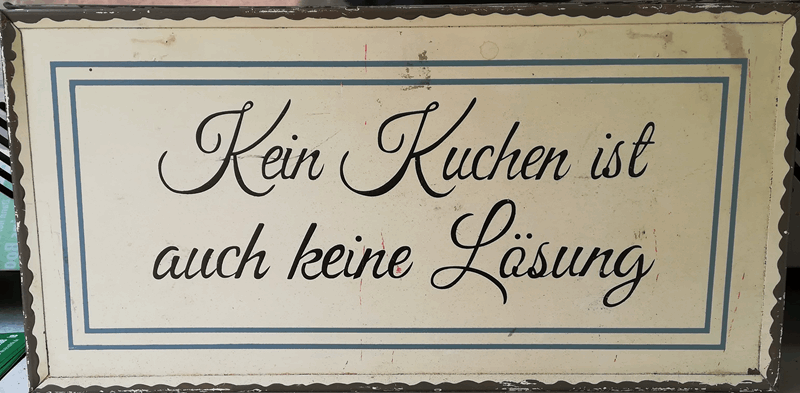 Kein Kuchen ist
auch keine Lösung